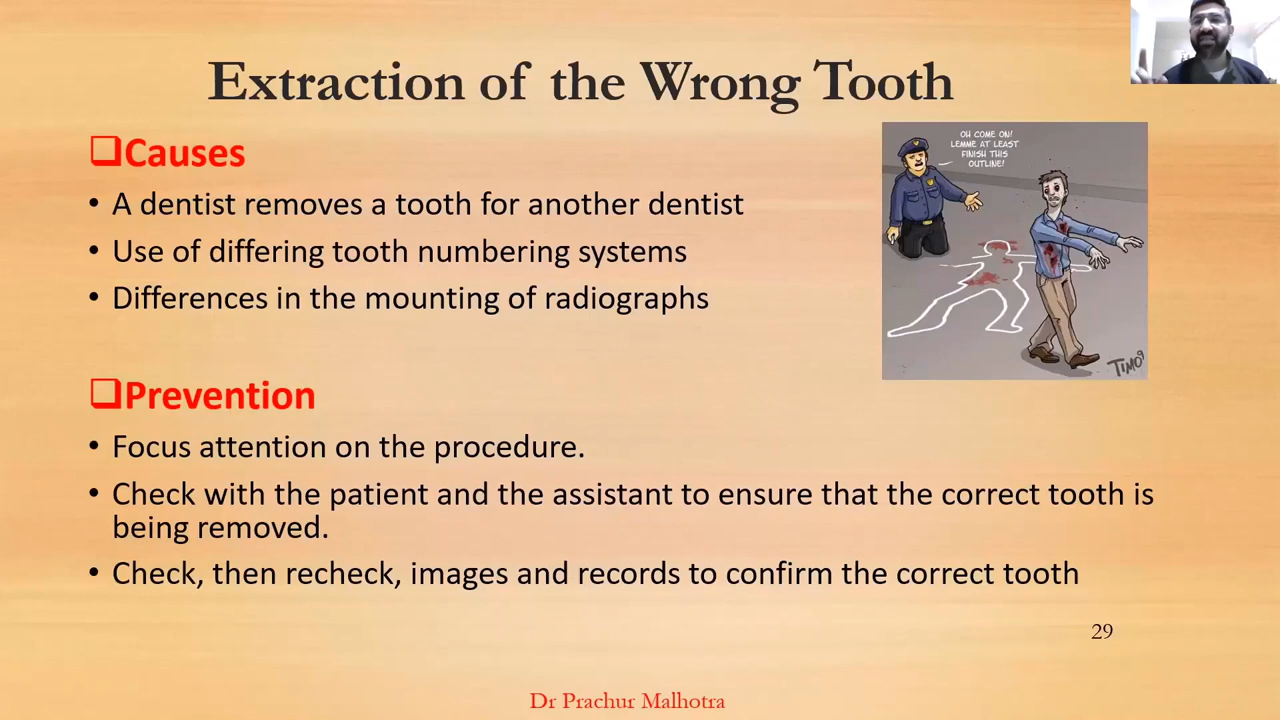 Extraction of the Wrong Tooth
❑Causes
• A dentist removes a tooth for another dentist
• Use of differing tooth numbering systems
• Differences in the mounting of radiographs
OH COME ON!
LEMME AT LEAST
FINISH THIS
OUTLINE!
TIMO
❑Prevention
• Focus attention on the procedure.
• Check with the patient and the assistant to ensure that the correct tooth is
being removed.
• Check, then recheck, images and records to confirm the correct tooth
29
Dr Prachur Malhotra